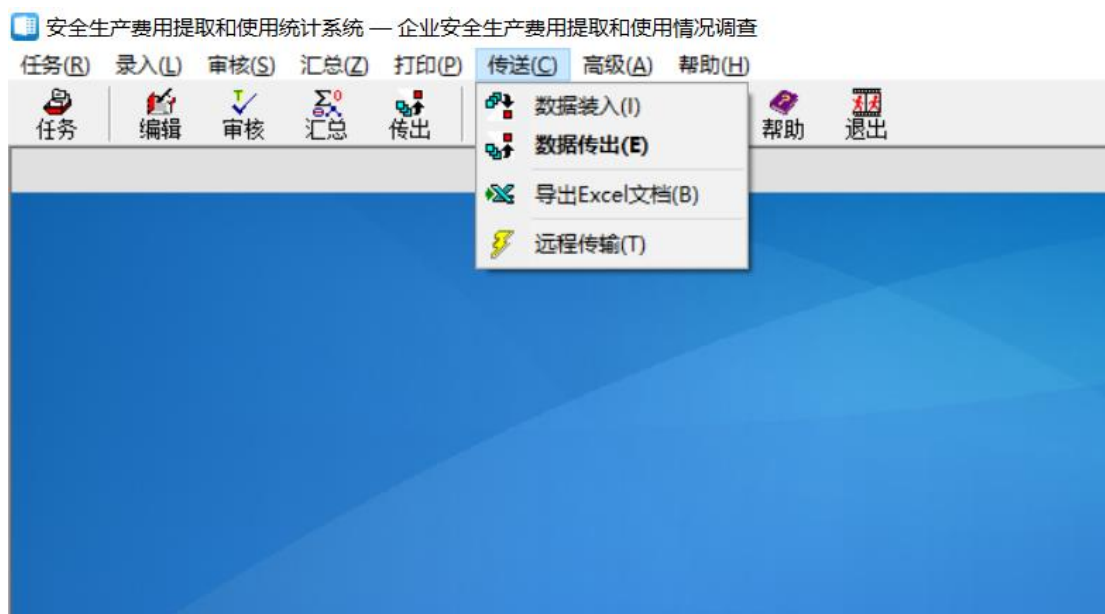 安全生产费用提取和使用统计系统 — 企业安全生产费用提取和使用情况调查
任务(R) 录入(L) 审核(S) 汇总(Z) 打印(P) 传送(C) 高级(A) 帮助(H)
任务 编辑 审核 汇总 传出 帮助 退出
数据装入(I)
数据传出(E)
导出Excel文档(B)
远程传输(T)